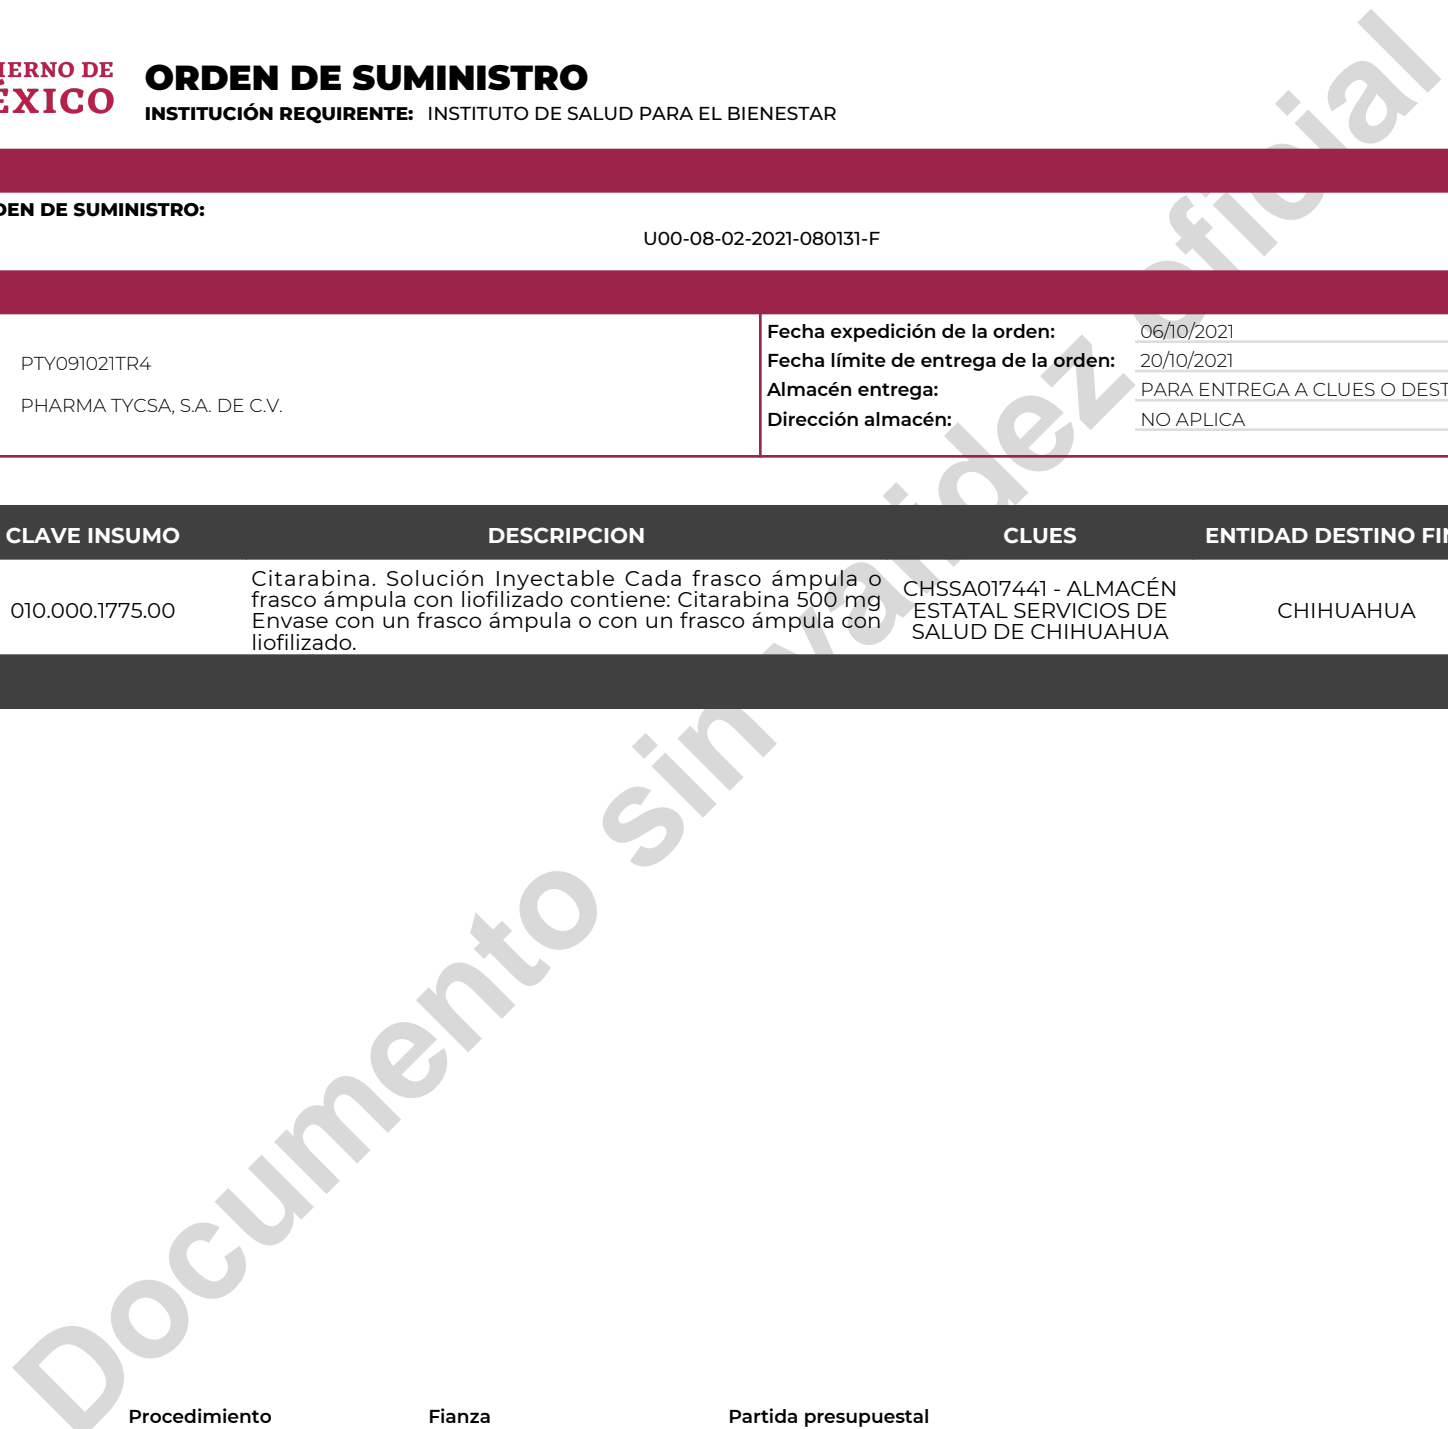 IERNO DE
ÉXICO
ORDEN DE SUMINISTRO
INSTITUCIÓN REQUIRENTE: INSTITUTO DE SALUD PARA EL BIENESTAR
DEN DE SUMINISTRO:
U00-08-02-2021-080131-F
PTY091021TR4
PHARMA TYCSA, S.A. DE C.V.
Fecha expedición de la orden: 06/10/2021
Fecha límite de entrega de la orden: 20/10/2021
Almacén entrega: PARA ENTREGA A CLUES O DEST
Dirección almacén: NO APLICA
CLAVE INSUMO DESCRIPCION CLUES ENTIDAD DESTINO FIN
010.000.1775.00
Citarabina. Solución Inyectable Cada frasco ámpula o
frasco ámpula con liofilizado contiene: Citarabina 500 mg
Envase con un frasco ámpula o con un frasco ámpula con
liofilizado.
CHSSA017441 - ALMACÉN
ESTATAL SERVICIOS DE
SALUD DE CHIHUAHUA
CHIHUAHUA
Documento sin validez oficial
Procedimiento Fianza Partida presupuestal